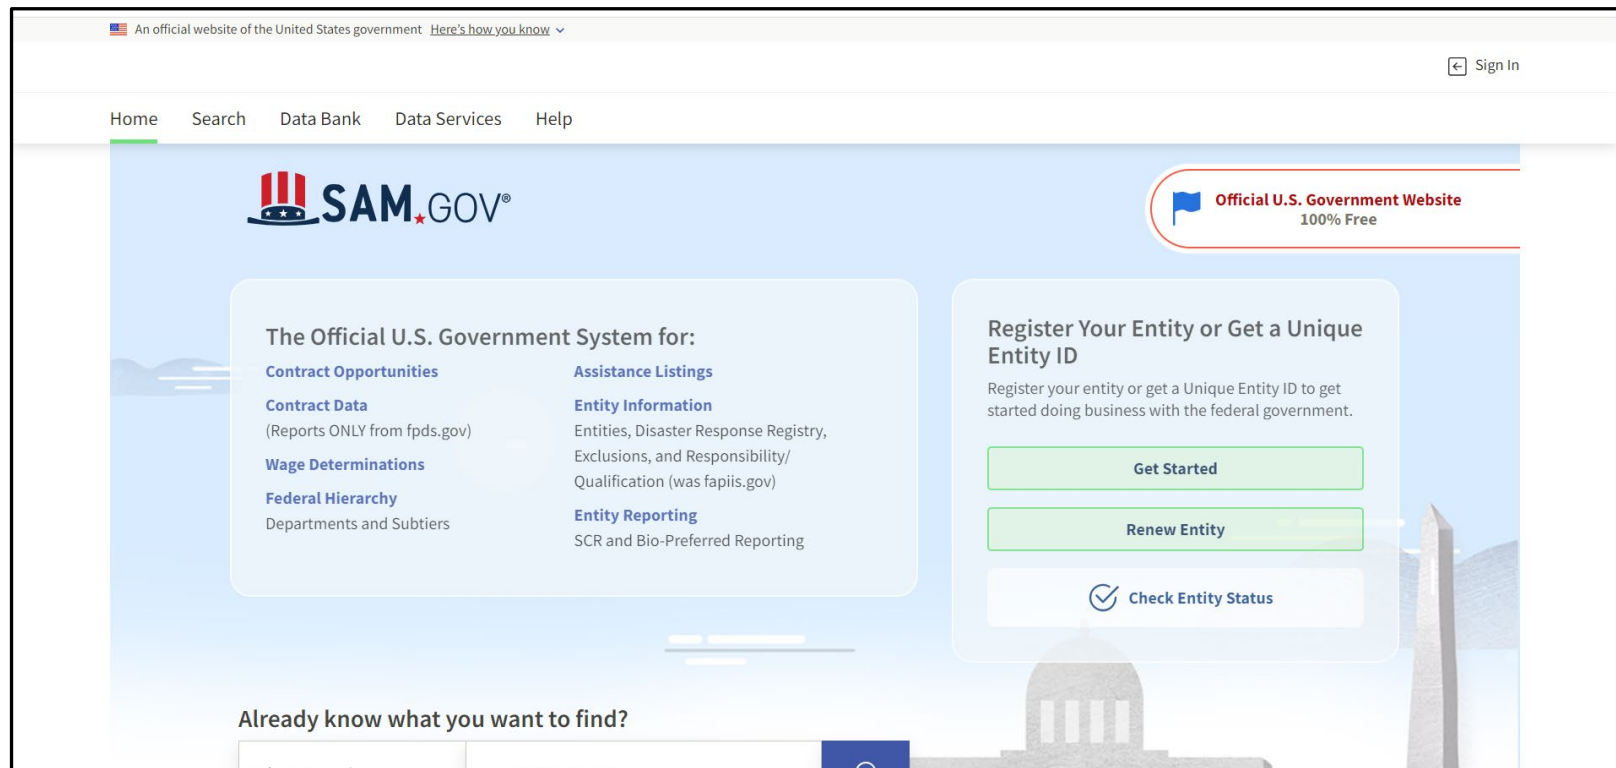 An official website of the United States government Here's how you know
Sign In
Home Search Data Bank Data Services Help
SAM.GOV®
Official U.S. Government Website
100% Free
The Official U.S. Government System for:
Contract Opportunities
Contract Data
(Reports ONLY from fpds.gov)
Wage Determinations
Federal Hierarchy
Departments and Subtiers
Assistance Listings
Entity Information
Entities, Disaster Response Registry,
Exclusions, and Responsibility/
Qualification (was fapiis.gov)
Entity Reporting
SCR and Bio-Preferred Reporting
Register Your Entity or Get a Unique
Entity ID
Register your entity or get a Unique Entity ID to get
started doing business with the federal government.
Get Started
Renew Entity
Check Entity Status
Already know what you want to find?